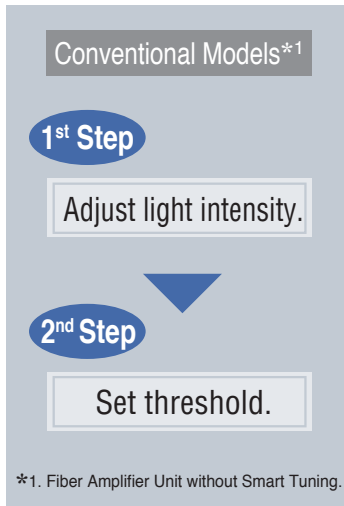 Conventional Models*1
1st Step
Adjust light intensity.
2nd Step
Set threshold.
*1. Fiber Amplifier Unit without Smart Tuning.